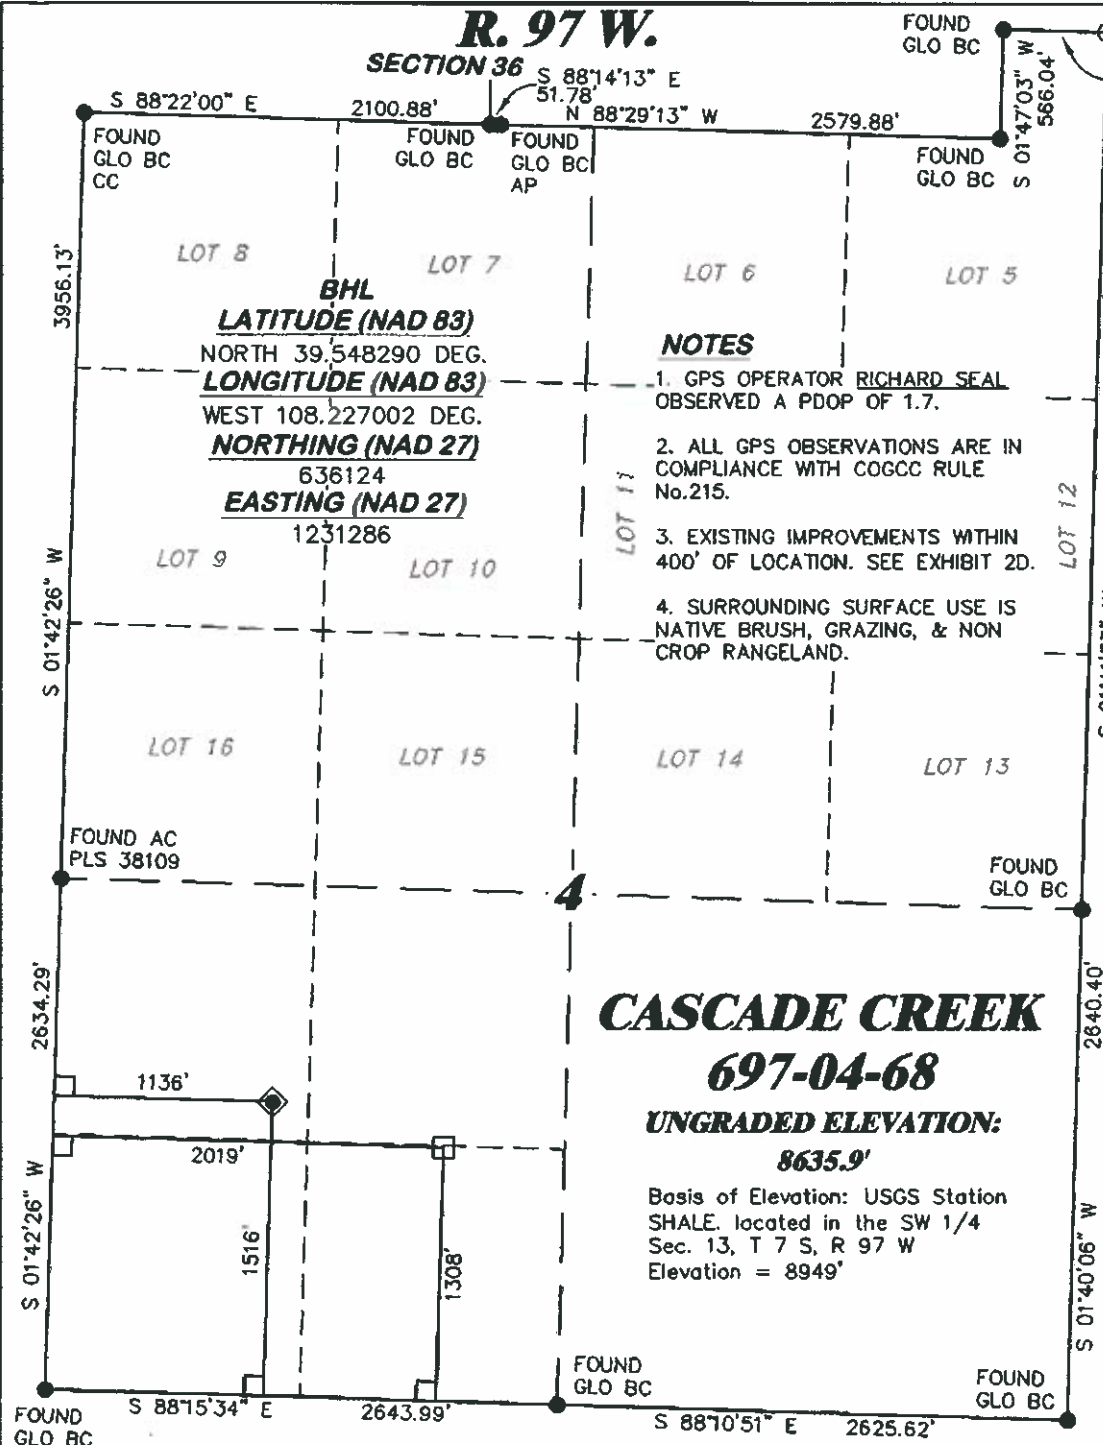 R. 97 W.
SECTION 36
FOUND
GLO BC
S 01°47'03" W
566.04'
S 88°22'00" E
2100.88'
S 88°14'13" E
51.78'
N 88°29'13" W
2579.88'
FOUND
GLO BC
CC
FOUND
GLO BC
FOUND
GLO BC
AP
FOUND
GLO BC
3956.13'
LOT 8
LOT 7
LOT 6
LOT 5
BHL
LATITUDE (NAD 83)
NORTH 39.548290 DEG.
LONGITUDE (NAD 83)
WEST 108.227002 DEG.
NORTHING (NAD 27)
636124
EASTING (NAD 27)
1231286
NOTES
1. GPS OPERATOR RICHARD SEAL
OBSERVED A PDOP OF 1.7.
2. ALL GPS OBSERVATIONS ARE IN
COMPLIANCE WITH COGCC RULE
No.215.
3. EXISTING IMPROVEMENTS WITHIN
400' OF LOCATION. SEE EXHIBIT 2D.
4. SURROUNDING SURFACE USE IS
NATIVE BRUSH, GRAZING, & NON
CROP RANGELAND.
LOT 9
LOT 10
LOT 11
LOT 12
S 01°42'26" W
LOT 16
LOT 15
LOT 14
LOT 13
FOUND AC
PLS 38109
4
FOUND
GLO BC
2634.29'
2640.40'
CASCADE CREEK
697-04-68
UNGRADED ELEVATION:
8635.9'
Basis of Elevation: USGS Station
SHALE. located in the SW 1/4
Sec. 13, T 7 S, R 97 W
Elevation = 8949'
1136'
2019'
1516'
1308'
S 01°42'26" W
S 01°40'06" W
FOUND
GLO BC
S 88°15'34" E
2643.99'
FOUND
GLO BC
S 88°10'51" E
2625.62'
FOUND
GLO BC